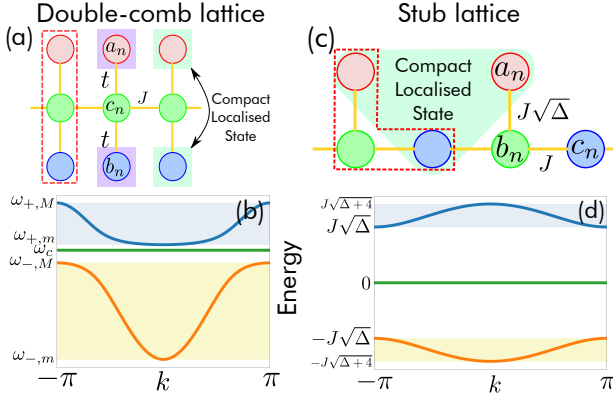 Double-comb lattice
(a)
a_n
t
c_n
J
t
b_n
Compact
Localised
State
Stub lattice
(c)
Compact
Localised
State
a_n
J√Δ
b_n
J
c_n
(b)
ω_{+,M}
ω_{+,m}
ω_c
ω_{-,M}
ω_{-,m}
−π
k
π
Energy
(d)
J√Δ+4
J√Δ
0
−J√Δ
−J√Δ+4
−π
k
π